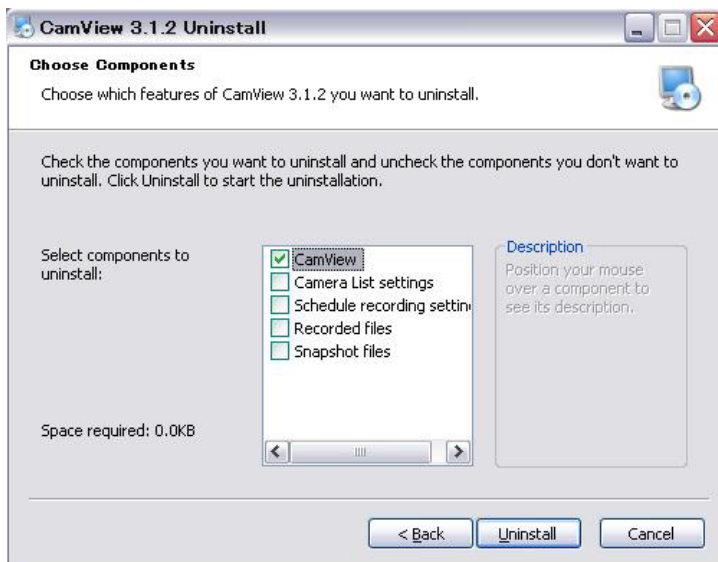 CamView 3.1.2 Uninstall
Choose Components
Choose which features of CamView 3.1.2 you want to uninstall.
Check the components you want to uninstall and uncheck the components you don't want to
uninstall. Click Uninstall to start the uninstallation.
Select components to
uninstall:
CamView
Camera List settings
Schedule recording settin
Recorded files
Snapshot files
Description
Position your mouse
over a component to
see its description.
Space required: 0.0KB
< Back
Uninstall
Cancel